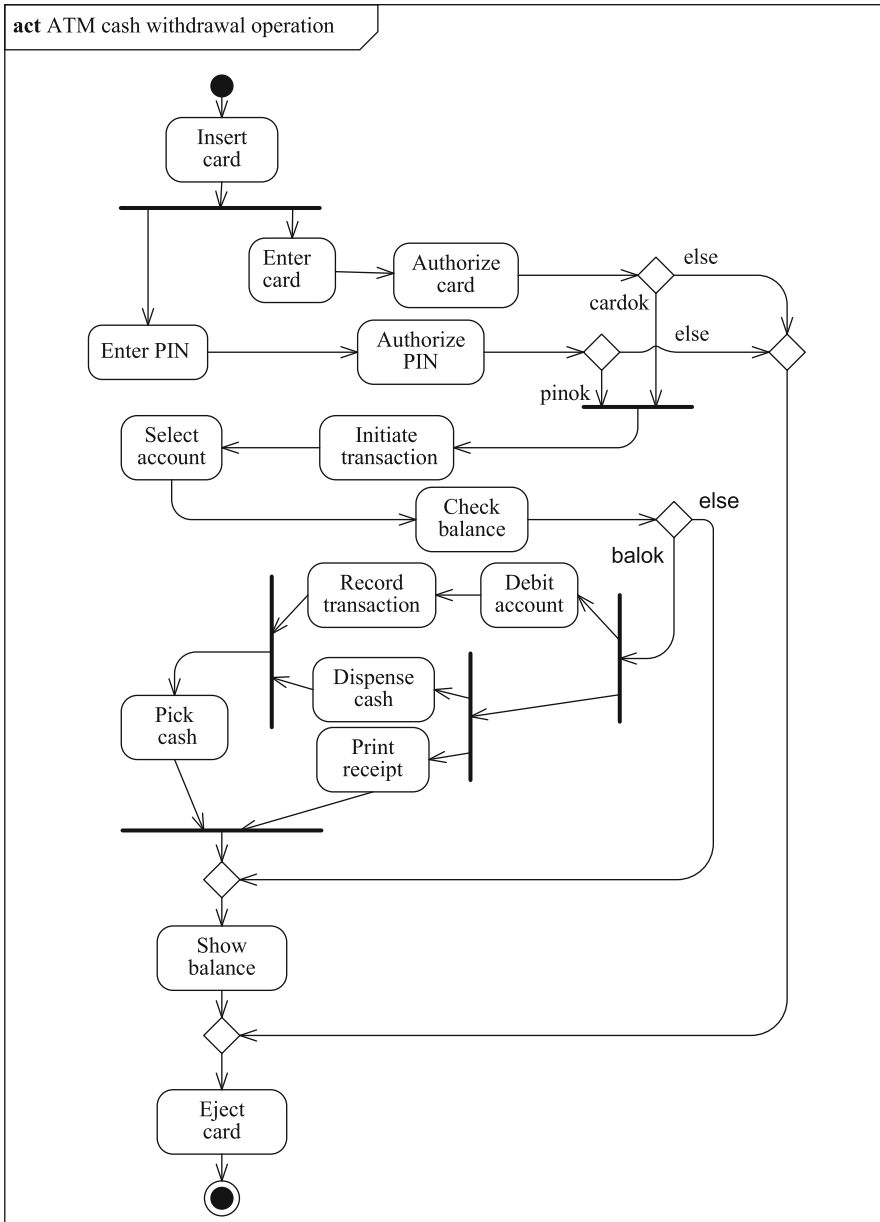 act ATM cash withdrawal operation
Insert
card
Enter
card
Authorize
card
else
cardok
Enter PIN
Authorize
PIN
else
pinok
Select
account
Initiate
transaction
Check
balance
else
balok
Record
transaction
Debit
account
Dispense
cash
Pick
cash
Print
receipt
Show
balance
Eject
card